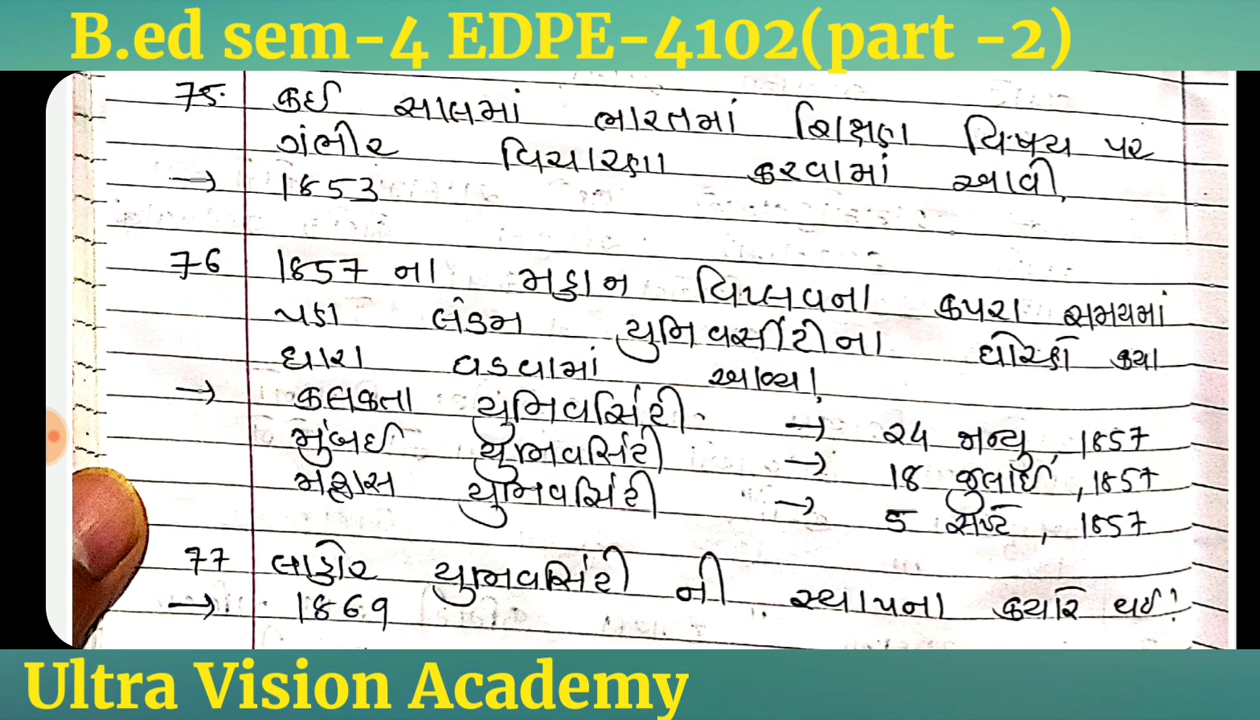 B.ed sem-4 EDPE-4102(part -2)
75. કઈ સાલમાં ભારતમાં શિક્ષણ વિષય પર
ગંભીર વિચારણા કરવામાં આવી.
→ 1853
76 1857 ના મહાન વિપ્લવના કપરા સમયમાં
પણ લંડન યુનિવર્સીટીના ધોરણે કયા
ધારા ઘડવામાં આવ્યા!
→ કલકતા યુનિવર્સિટી. → 24 જાન્યુ, 1857
મુંબઈ યુનિવર્સિટી → 18 જુલાઈ, 1857
મદ્રાસ યુનિવર્સિટી → 5 સપ્ટે, 1857
77 લાહોર યુનિવર્સિટી ની સ્થાપના કયારે થઈ?
→ 1869
Ultra Vision Academy